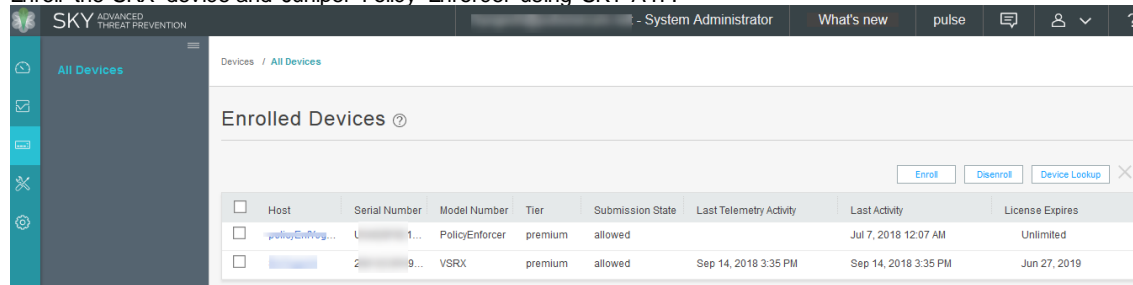 Enroll the SRX device and Juniper Policy Enforcer using SKY ATP.
SKY ADVANCED THREAT PREVENTION
- System Administrator What's new pulse
All Devices
Devices / All Devices
Enrolled Devices ?
Enroll Disenroll Device Lookup
Host Serial Number Model Number Tier Submission State Last Telemetry Activity Last Activity License Expires
U 1... PolicyEnforcer premium allowed Jul 7, 2018 12:07 AM Unlimited
2 9... VSRX premium allowed Sep 14, 2018 3:35 PM Sep 14, 2018 3:35 PM Jun 27, 2019